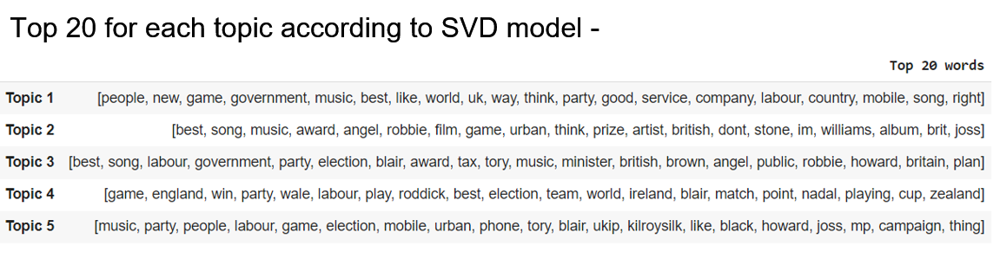 Top 20 for each topic according to SVD model -
Top 20 words
Topic 1 [people, new, game, government, music, best, like, world, uk, way, think, party, good, service, company, labour, country, mobile, song, right]
Topic 2 [best, song, music, award, angel, robbie, film, game, urban, think, prize, artist, british, dont, stone, im, williams, album, brit, joss]
Topic 3 [best, song, labour, government, party, election, blair, award, tax, tory, music, minister, british, brown, angel, public, robbie, howard, britain, plan]
Topic 4 [game, england, win, party, wale, labour, play, roddick, best, election, team, world, ireland, blair, match, point, nadal, playing, cup, zealand]
Topic 5 [music, party, people, labour, game, election, mobile, urban, phone, tory, blair, ukip, kilroysilk, like, black, howard, joss, mp, campaign, thing]